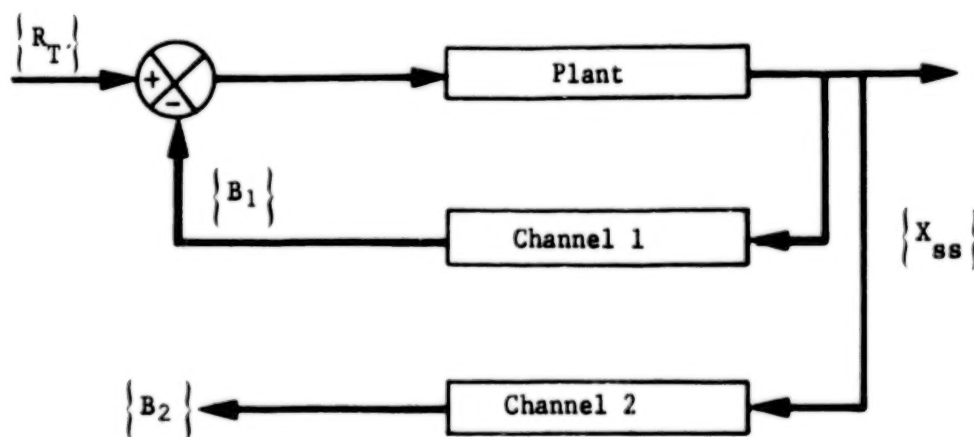 {R_T}
+
-
Plant
{B_1}
Channel 1
{X_ss}
{B_2}
Channel 2